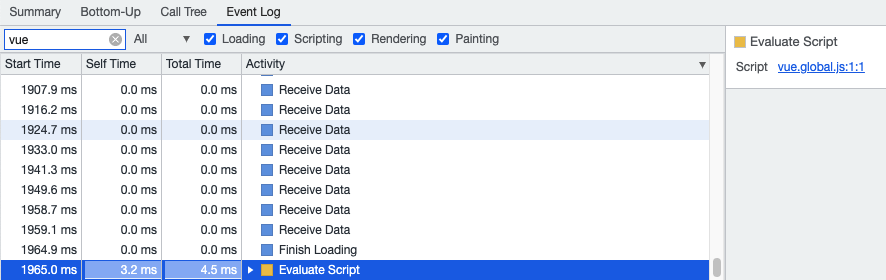 Summary Bottom-Up Call Tree Event Log
vue All Loading Scripting Rendering Painting
Start Time Self Time Total Time Activity
1907.9 ms 0.0 ms 0.0 ms Receive Data
1916.2 ms 0.0 ms 0.0 ms Receive Data
1924.7 ms 0.0 ms 0.0 ms Receive Data
1933.0 ms 0.0 ms 0.0 ms Receive Data
1941.3 ms 0.0 ms 0.0 ms Receive Data
1949.6 ms 0.0 ms 0.0 ms Receive Data
1958.7 ms 0.0 ms 0.0 ms Receive Data
1959.1 ms 0.0 ms 0.0 ms Receive Data
1964.9 ms 0.0 ms 0.0 ms Finish Loading
1965.0 ms 3.2 ms 4.5 ms Evaluate Script
Evaluate Script
Script vue.global.js:1:1